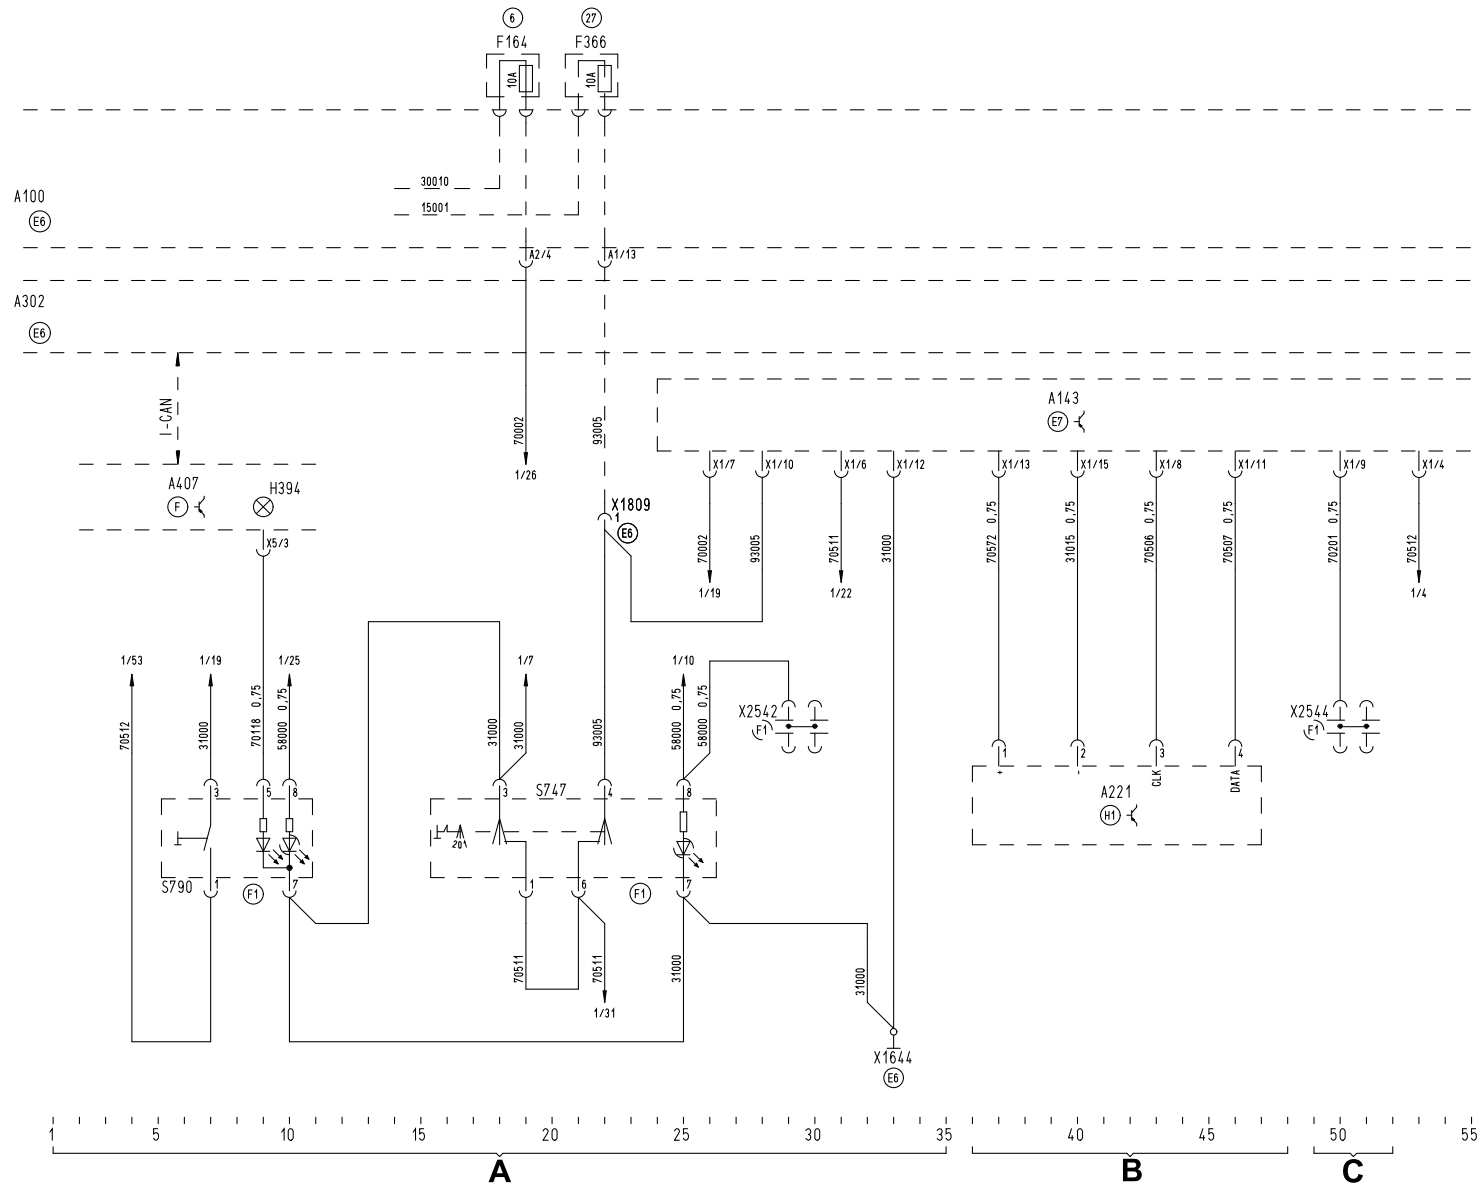 6
27
F164
F366
10A
10A
A100
E6
30010
15001
A2/4
A1/13
A302
E6
I-CAN
70002
93005
1/26
A143
E7
X1/7
X1/10
X1/6
X1/12
X1/13
X1/15
X1/8
X1/11
X1/9
X1/4
A407
F
H394
X5/3
X1809
1
E6
70002
93005
70511
31000
70572 0,75
31015 0,75
70506 0,75
70507 0,75
70201 0,75
70512
1/19
1/22
1/4
1/53
1/19
1/25
1/7
1/10
70512
31000
70118 0,75
58000 0,75
31000
31000
93005
58000 0,75
58000 0,75
X2542
F1
X2544
F1
3
5
8
3
S747
4
8
1
2
3
4
+
-
CLK
DATA
A221
H1
20'
S790
1
F1
7
1
6
F1
7
70511
70511
31000
31000
1/31
X1644
E6
1
5
10
15
20
25
30
35
40
45
50
55
A
B
C